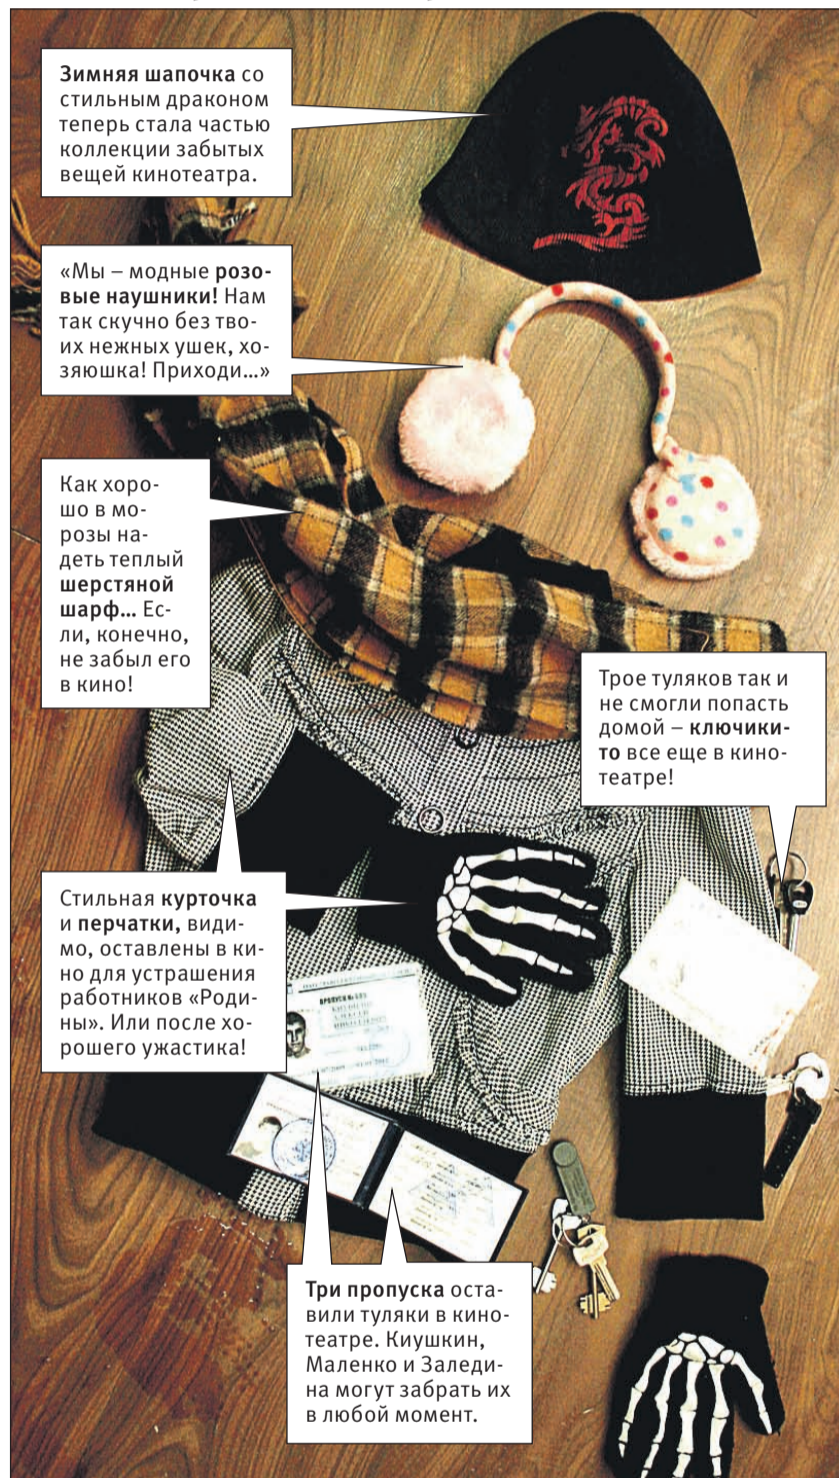 Зимняя шапочка со
стильным драконом
теперь стала частью
коллекции забытых
вещей кинотеатра.
«Мы – модные розо-
вые наушники! Нам
так скучно без тво-
их нежных ушек, хо-
зяюшка! Приходи...»
Как хоро-
шо в мо-
розы на-
деть теплый
шерстяной
шарф... Ес-
ли, конечно,
не забыл его
в кино!
Трое туляков так и
не смогли попасть
домой – ключики-
то все еще в кино-
театре!
Стильная курточка
и перчатки, види-
мо, оставлены в ки-
но для устрашения
работников «Роди-
ны». Или после хо-
рошего ужастика!
ПРОПУСК №
Три пропуска оста-
вили туляки в кино-
театре. Киушкин,
Маленко и Заледи-
на могут забрать их
в любой момент.